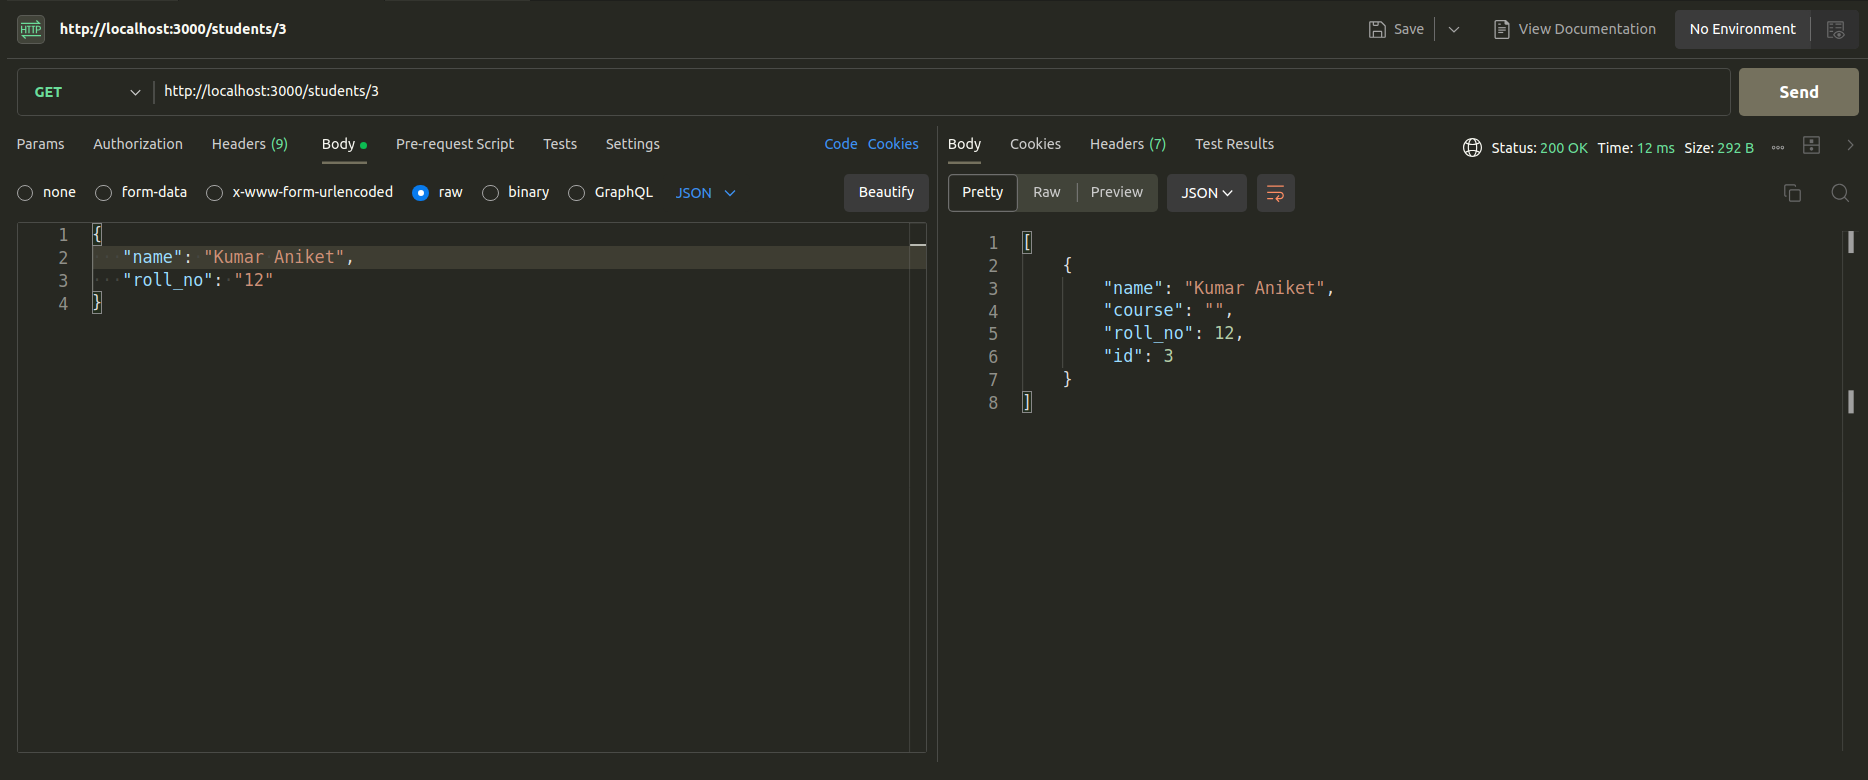 HTTP http://localhost:3000/students/3 Save View Documentation No Environment
GET http://localhost:3000/students/3 Send
Params Authorization Headers (9) Body Pre-request Script Tests Settings Code Cookies
none form-data x-www-form-urlencoded raw binary GraphQL JSON Beautify
1 {
2 "name": "Kumar Aniket",
3 "roll_no": "12"
4 }
Body Cookies Headers (7) Test Results Status: 200 OK Time: 12 ms Size: 292 B
Pretty Raw Preview JSON
1 [
2 {
3 "name": "Kumar Aniket",
4 "course": "",
5 "roll_no": 12,
6 "id": 3
7 }
8 ]